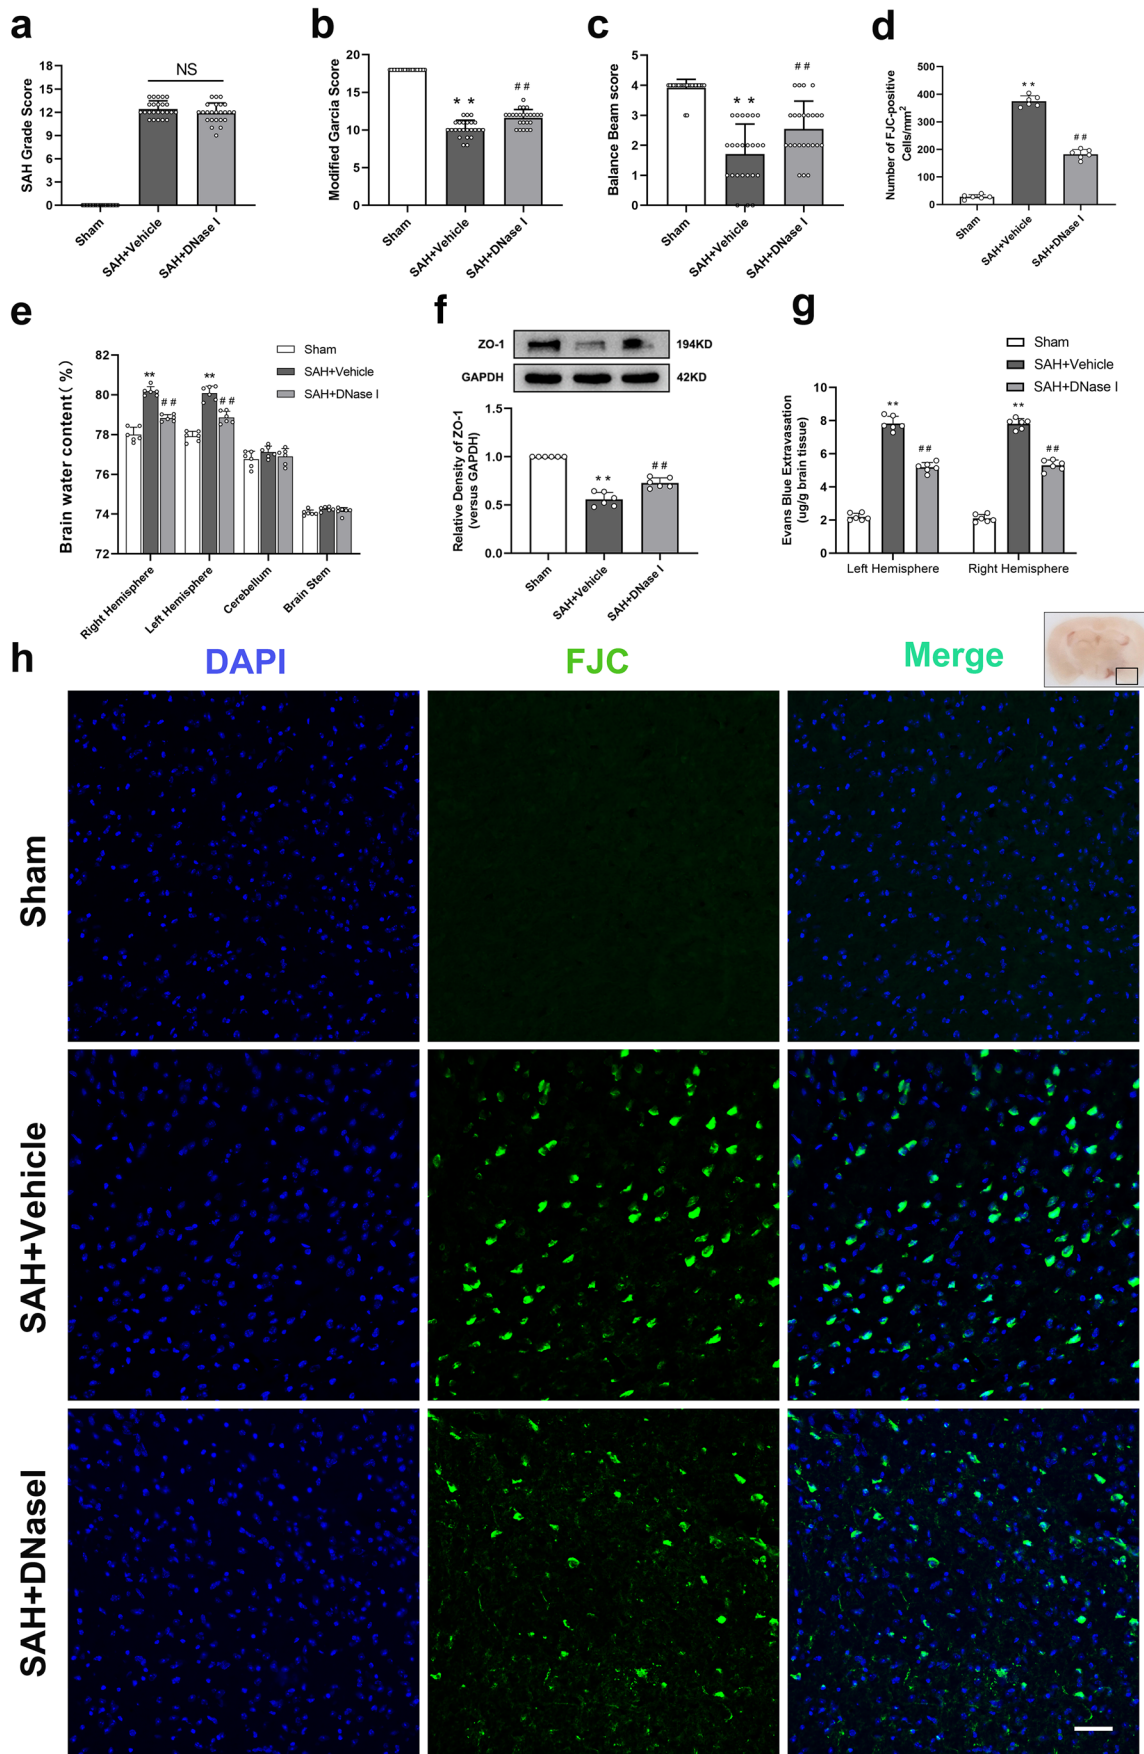 a
SAH Grade Score
18
15
12
9
6
3
0
NS
Sham
SAH+Vehicle
SAH+DNase I
b
Modified Garcia Score
20
15
10
5
0
* *
# #
Sham
SAH+Vehicle
SAH+DNase I
c
Balance Beam score
5
4
3
2
1
0
* *
# #
Sham
SAH+Vehicle
SAH+DNase I
d
Number of FJC-positive
Cells/mm²
500
400
300
200
100
0
* *
# #
Sham
SAH+Vehicle
SAH+DNase I
e
Brain water content ( % )
82
80
78
76
74
72
**
# #
**
# #
Sham
SAH+Vehicle
SAH+DNase I
Right Hemisphere
Left Hemisphere
Cerebellum
Brain Stem
f
ZO-1
194KD
GAPDH
42KD
Relative Density of ZO-1
(versus GAPDH)
1.5
1.0
0.5
0.0
* *
# #
Sham
SAH+Vehicle
SAH+DNase I
g
Sham
SAH+Vehicle
SAH+DNase I
Evans Blue Extravasation
(ug/g brain tissue)
10
8
6
4
2
0
**
##
**
##
Left Hemisphere
Right Hemisphere
h
DAPI
FJC
Merge
Sham
SAH+Vehicle
SAH+DNaseI